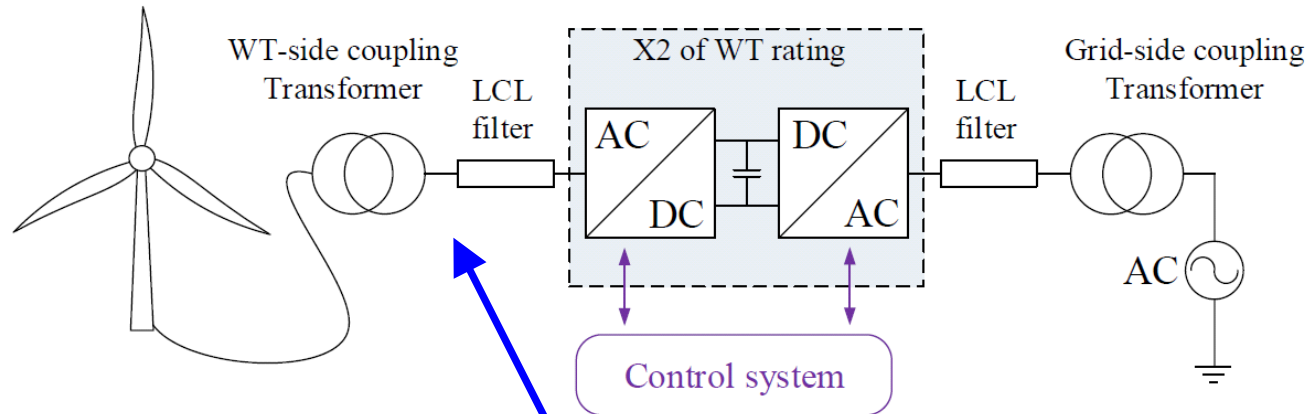 WT-side coupling
Transformer
LCL
filter
X2 of WT rating
AC
DC
DC
AC
LCL
filter
Grid-side coupling
Transformer
AC
Control system